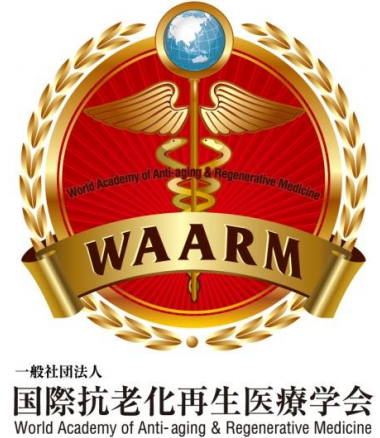 World Academy of Anti-aging & Regenerative Medicine
WAARM
一般社団法人
国際抗老化再生医療学会
World Academy of Anti-aging & Regenerative Medicine